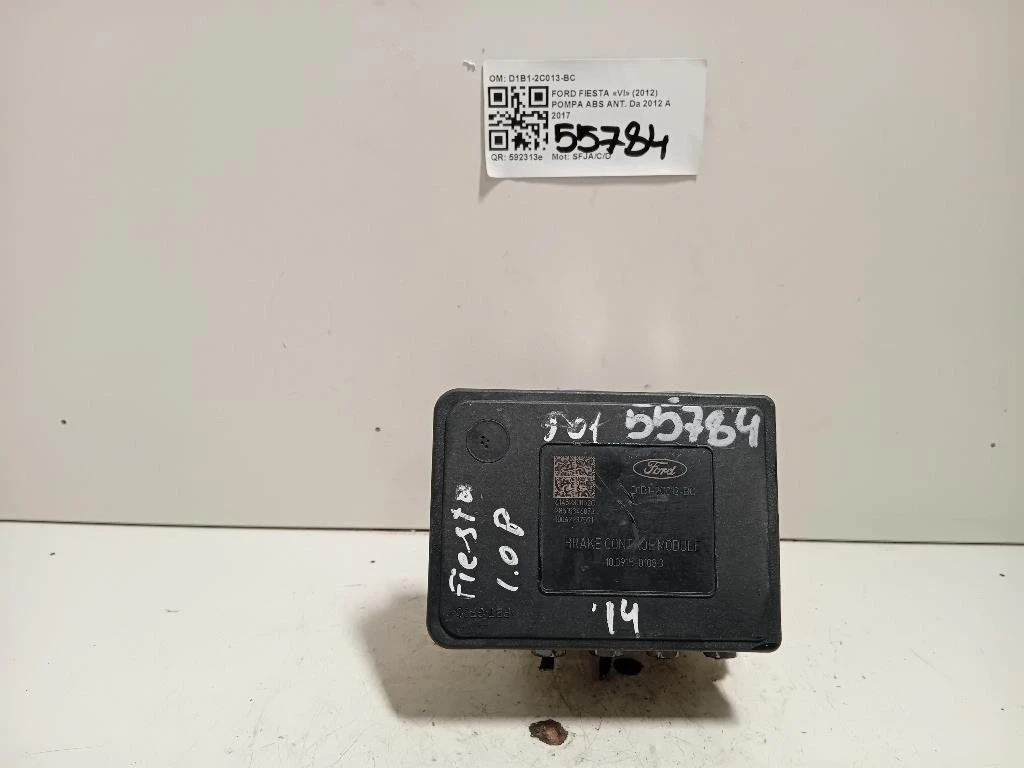 OM: D1B1-2C013-BC
FORD FIESTA «VI» (2012)
POMPA ABS ANT. Da 2012 A
2017
55784
QR: 592313e Mot: SFJA/C/D
55784
Ford
BRAKE CONTROL MODULE
Fiesta
1.0B
'14